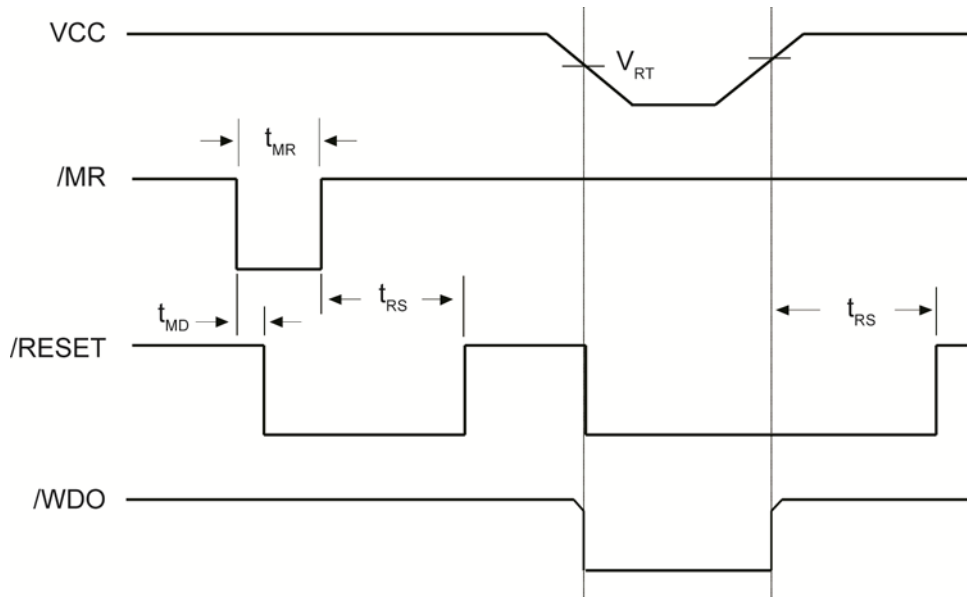 VCC
V_RT
t_MR
/MR
t_MD
t_RS
t_RS
/RESET
/WDO